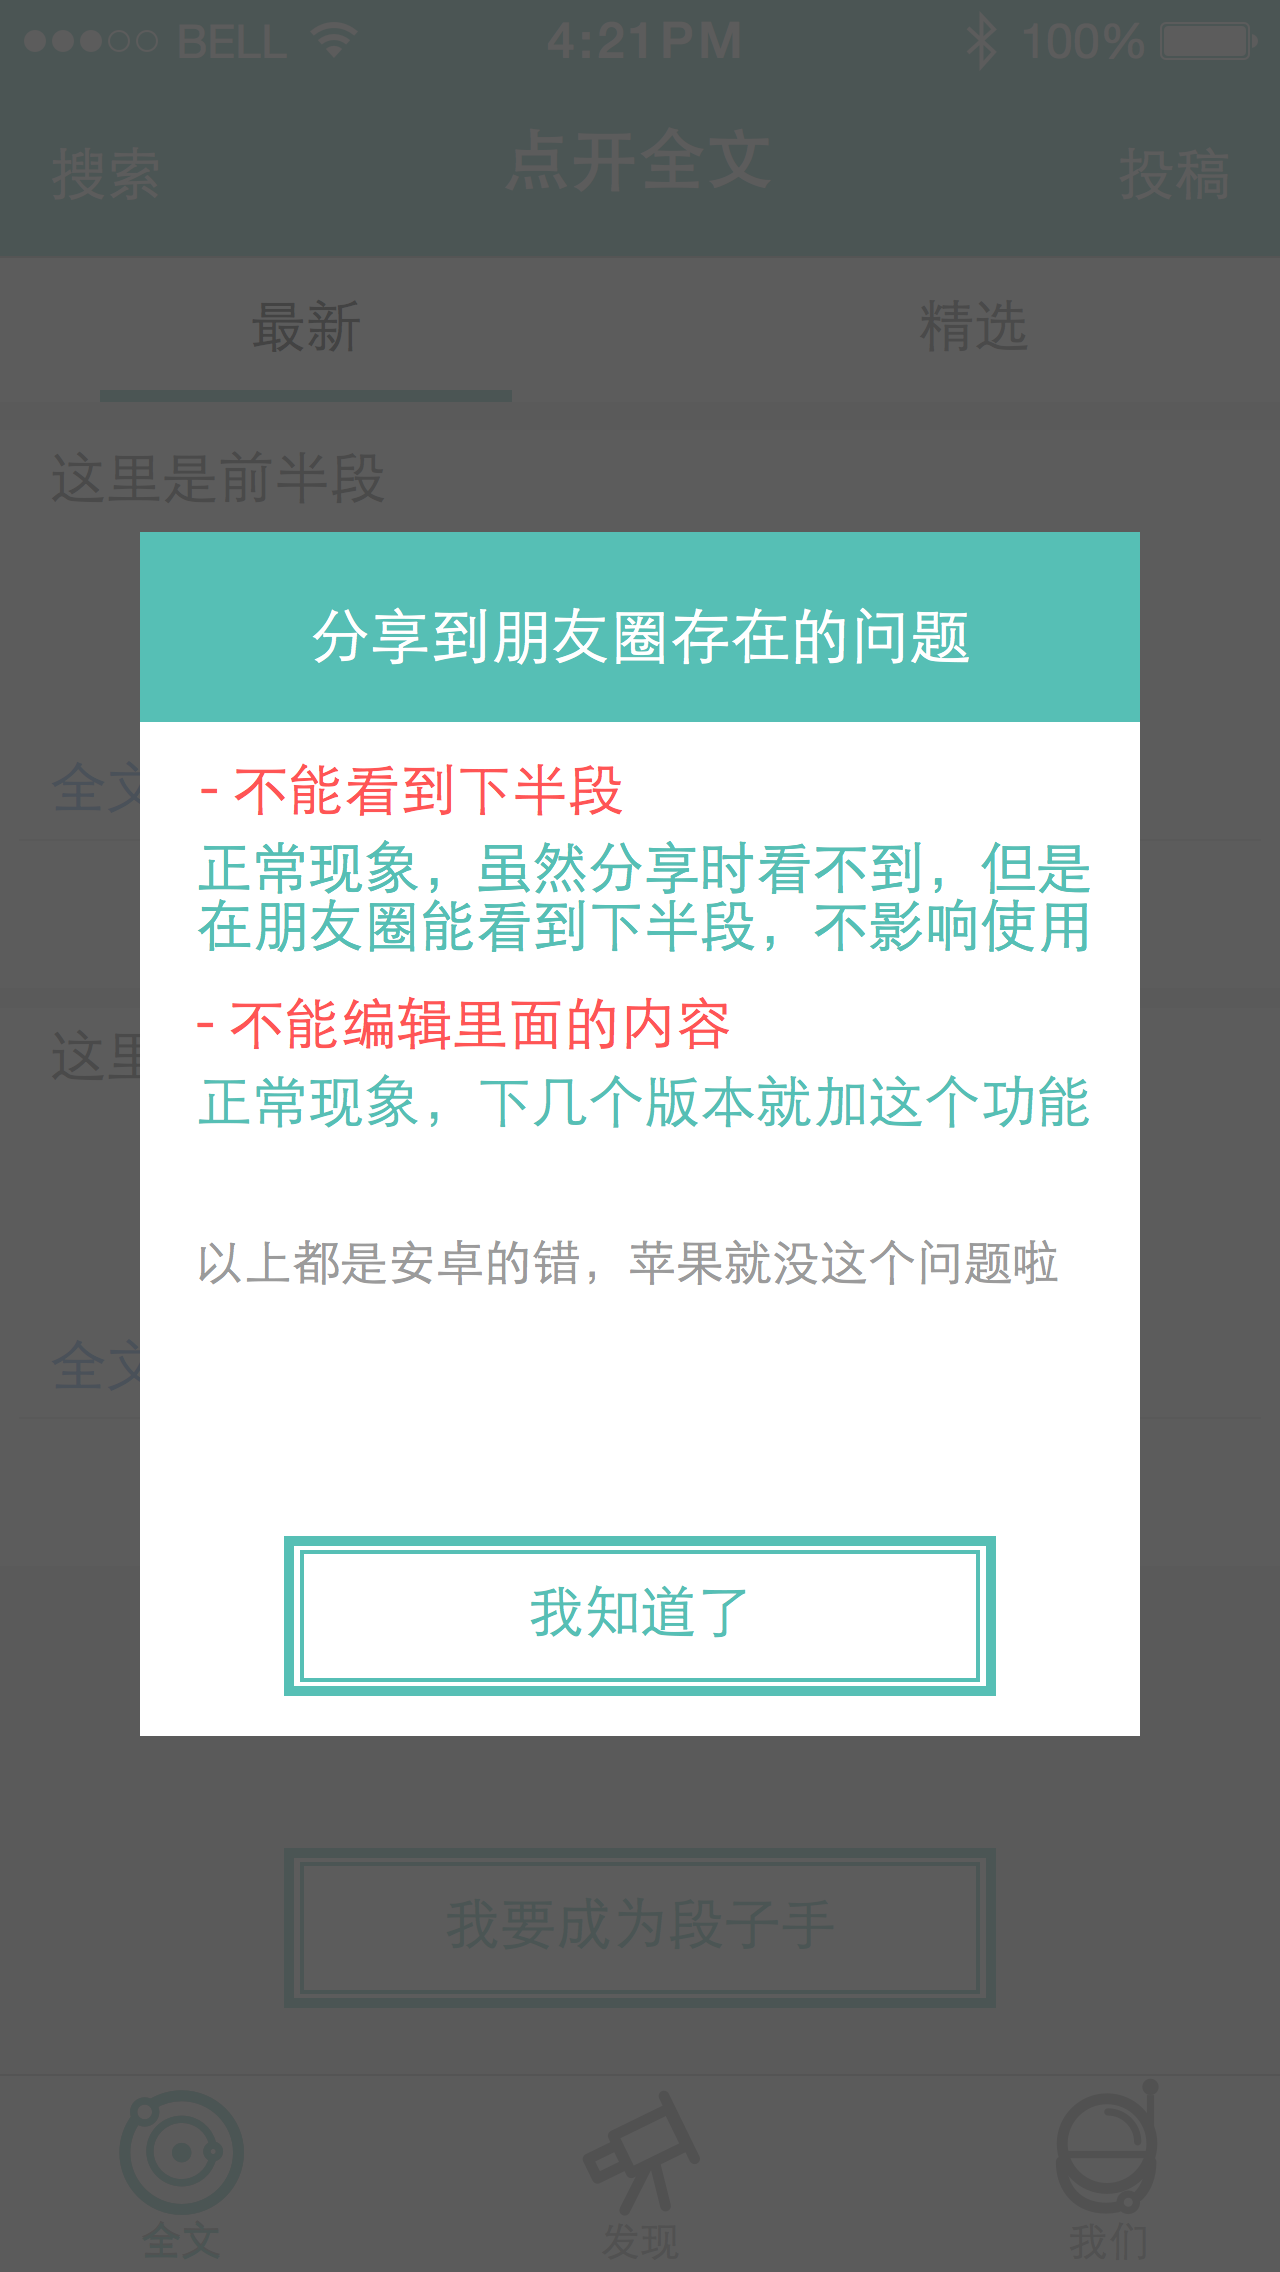 BELL 4:21PM 100%
搜索 点开全文 投稿
最新 精选
这里是前半段
分享到朋友圈存在的问题
全文
- 不能看到下半段
正常现象，虽然分享时看不到，但是
在朋友圈能看到下半段，不影响使用
- 不能编辑里面的内容
这里
正常现象，下几个版本就加这个功能
以上都是安卓的错，苹果就没这个问题啦
全文
我知道了
我要成为段子手
全文 发现 我们